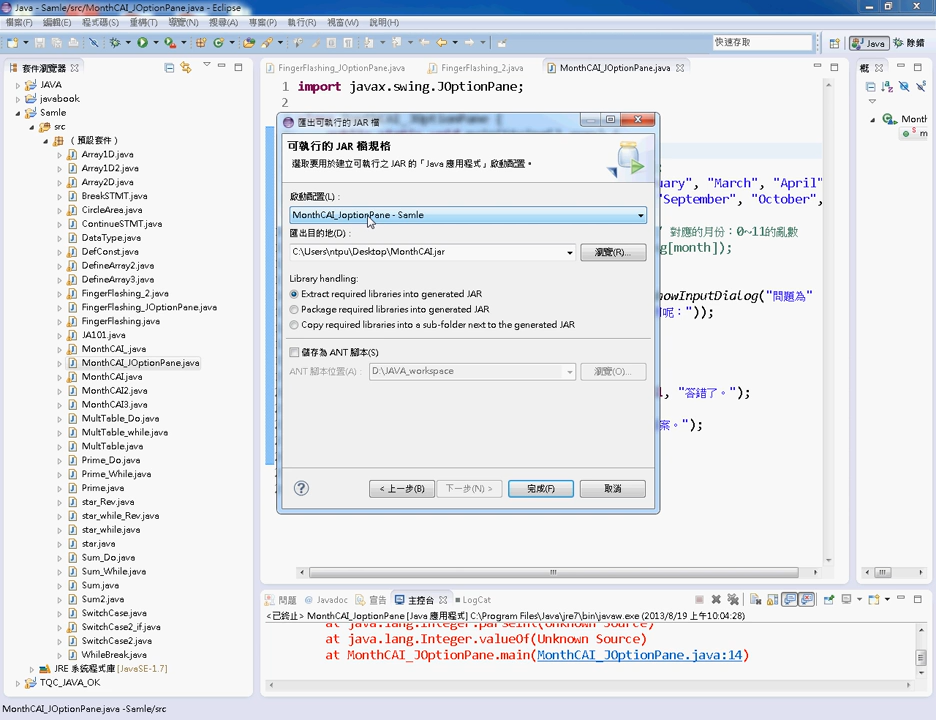 Java - Samle/src/MonthCAI_JOptionPane.java - Eclipse
檔案(F) 編輯(E) 程式碼(S) 重構(T) 導覽(N) 搜尋(A) 專案(P) 執行(R) 視窗(W) 說明(H)
快速存取
Java 除錯
套件瀏覽器
JAVA
javabook
Samle
src
(預設套件)
Array1D.java
Array1D2.java
Array2D.java
BreakSTMT.java
CircleArea.java
ContinueSTMT.java
DataType.java
DefConst.java
DefineArray2.java
DefineArray3.java
FingerFlashing_2.java
FingerFlashing_JOptionPane.java
FingerFlashing.java
JA101.java
MonthCAI_.java
MonthCAI_JOptionPane.java
MonthCAI.java
MonthCAI2.java
MonthCAI3.java
MultTable_Do.java
MultTable_while.java
MultTable.java
Prime_Do.java
Prime_While.java
Prime.java
star_Rev.java
star_while_Rev.java
star_while.java
star.java
Sum_Do.java
Sum_While.java
Sum.java
Sum2.java
SwitchCase.java
SwitchCase2_if.java
SwitchCase2.java
WhileBreak.java
JRE 系統程式庫 [JavaSE-1.7]
TQC_JAVA_OK
FingerFlashing_JOptionPane.java FingerFlashing_2.java MonthCAI_JOptionPane.java
1 import javax.swing.JOptionPane;
2
uary", "March", "April"
"September", "October",
對應的月份：0~11的亂數
g[month]);
howInputDialog("問題為"
呢："));
, "答錯了。");
案。");
匯出可執行的 JAR 檔
可執行的 JAR 檔規格
選取要用於建立可執行之 JAR 的「Java 應用程式」啟動配置。
啟動配置(L)：
MonthCAI_JoptionPane - Samle
匯出目的地(D)：
C:\Users\ntpu\Desktop\MonthCAI.jar
瀏覽(R)...
Library handling:
Extract required libraries into generated JAR
Package required libraries into generated JAR
Copy required libraries into a sub-folder next to the generated JAR
儲存為 ANT 腳本(S)
ANT 腳本位置(A)：
D:\JAVA_workspace
瀏覽(O)...
< 上一步(B)
下一步(N) >
完成(F)
取消
概
Month
m
問題 @ Javadoc 宣告 主控台 LogCat
<已終止> MonthCAI_JOptionPane [Java 應用程式] C:\Program Files\Java\jre7\bin\javaw.exe (2013/8/19 上午10:04:28)
at java.lang.Integer.parseInt(Unknown Source)
at java.lang.Integer.valueOf(Unknown Source)
at MonthCAI_JOptionPane.main(MonthCAI_JOptionPane.java:14)
MonthCAI_JOptionPane.java -Samle/src